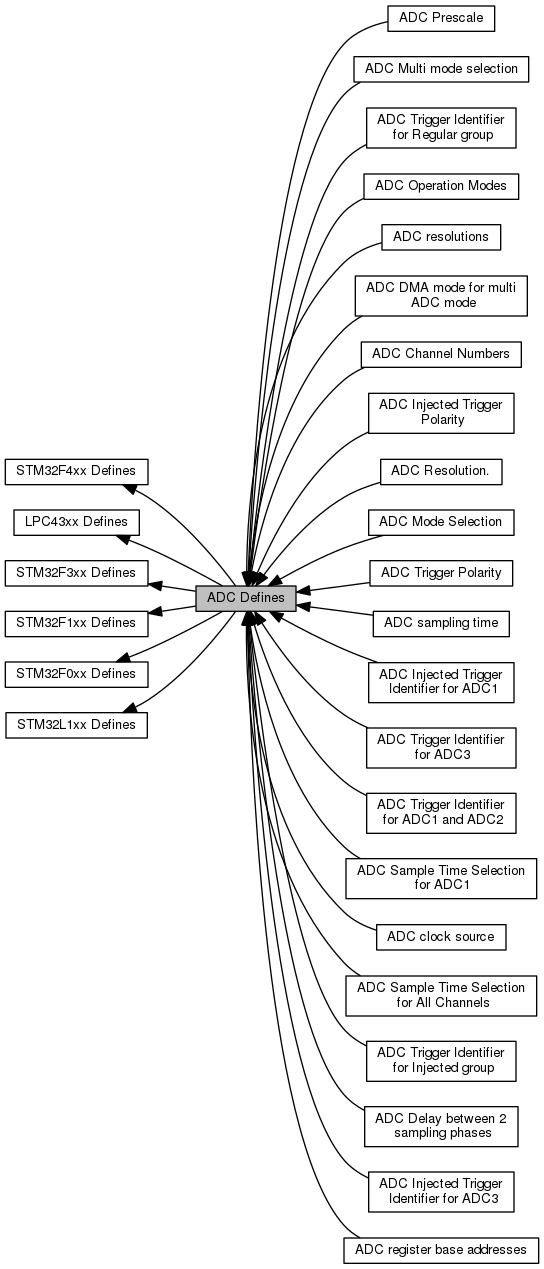 ADC Prescale
ADC Multi mode selection
ADC Trigger Identifier
for Regular group
ADC Operation Modes
ADC resolutions
ADC DMA mode for multi
ADC mode
ADC Channel Numbers
ADC Injected Trigger
Polarity
STM32F4xx Defines
ADC Resolution.
LPC43xx Defines
ADC Mode Selection
STM32F3xx Defines
ADC Trigger Polarity
ADC Defines
STM32F1xx Defines
ADC sampling time
STM32F0xx Defines
ADC Injected Trigger
Identifier for ADC1
STM32L1xx Defines
ADC Trigger Identifier
for ADC3
ADC Trigger Identifier
for ADC1 and ADC2
ADC Sample Time Selection
for ADC1
ADC clock source
ADC Sample Time Selection
for All Channels
ADC Trigger Identifier
for Injected group
ADC Delay between 2
sampling phases
ADC Injected Trigger
Identifier for ADC3
ADC register base addresses